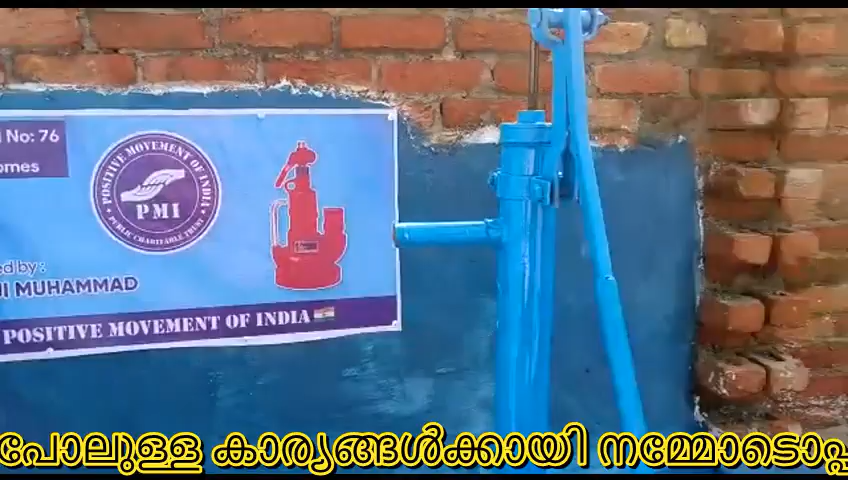 No: 76
omes
POSITIVE MOVEMENT OF INDIA
PMI
PUBLIC CHARITABLE TRUST
ed by:
MUHAMMAD
POSITIVE MOVEMENT OF INDIA
പോലുള്ള കാര്യങ്ങൾക്കായി നമ്മോടൊപ്പ